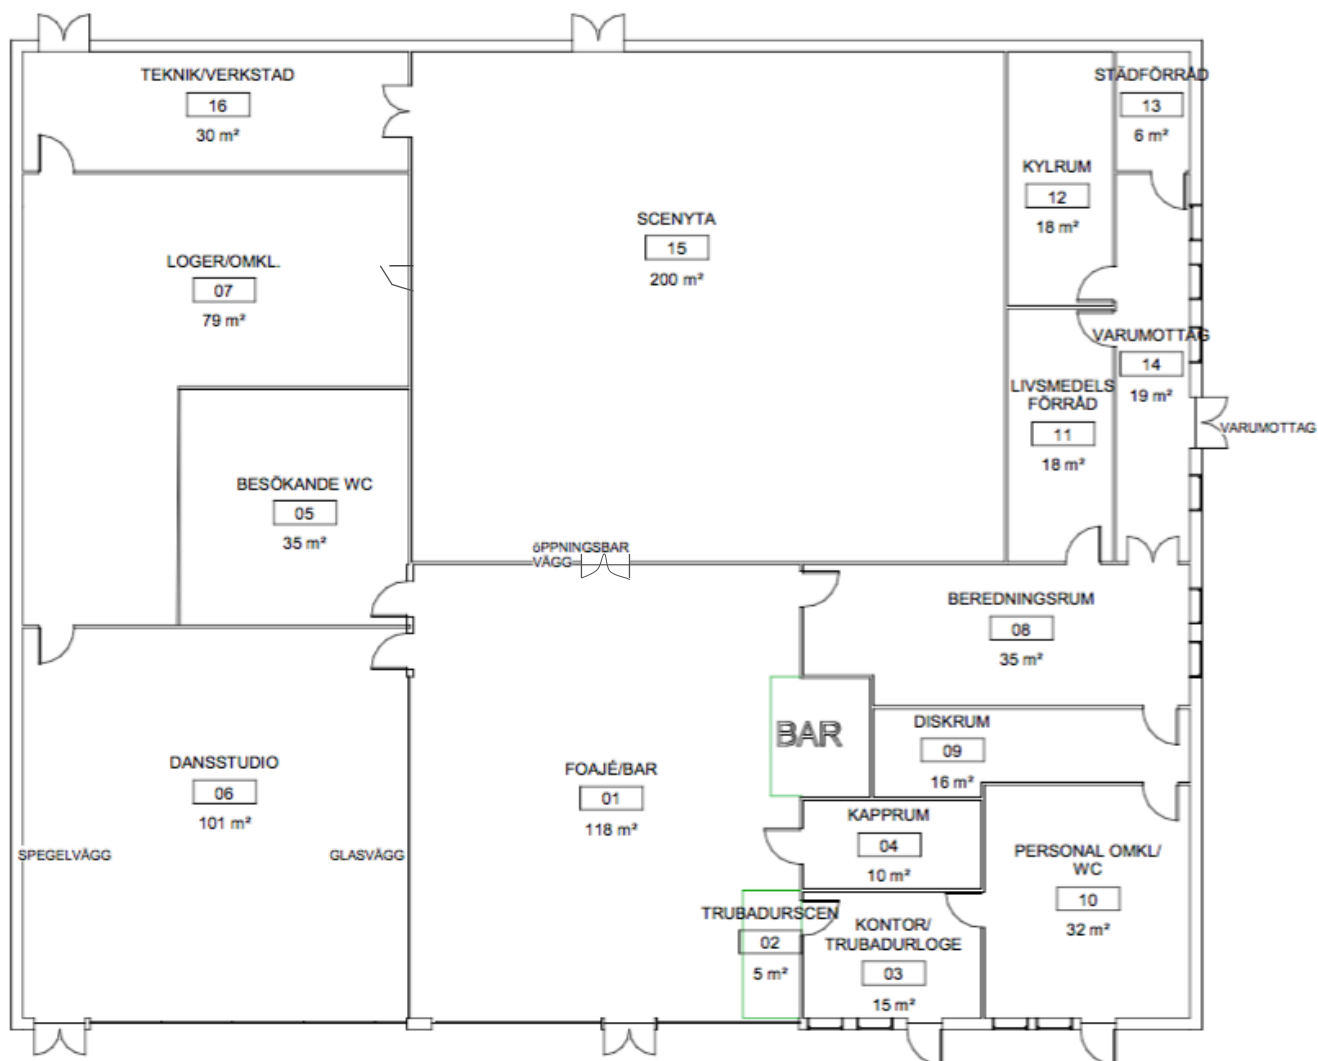 TEKNIK/VERKSTAD
16
30 m²
STÄDFÖRRÅD
13
6 m²
KYLRUM
12
18 m²
SCENYTA
15
200 m²
LOGER/OMKL.
07
79 m²
VARUMOTTAG
14
19 m²
LIVSMEDELS
FÖRRÅD
11
18 m²
VARUMOTTAG
BESÖKANDE WC
05
35 m²
öPPNINGSBAR
VÄGG
BEREDNINGSRUM
08
35 m²
BAR
DISKRUM
09
16 m²
DANSSTUDIO
06
101 m²
FOAJÉ/BAR
01
118 m²
KAPPRUM
04
10 m²
SPEGELVÄGG
GLASVÄGG
PERSONAL OMKL/
WC
10
32 m²
TRUBADURSCEN
02
5 m²
KONTOR/
TRUBADURLOGE
03
15 m²